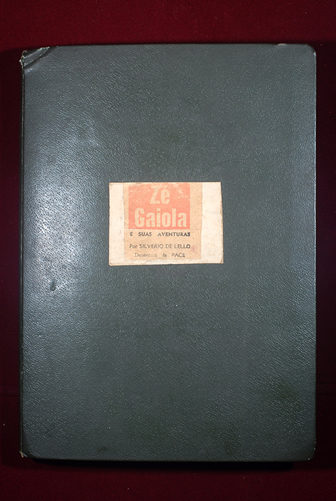 Zé
Gaiola
E SUAS AVENTURAS
Por SILVERIO DE LELLO
Desenhos de PACE